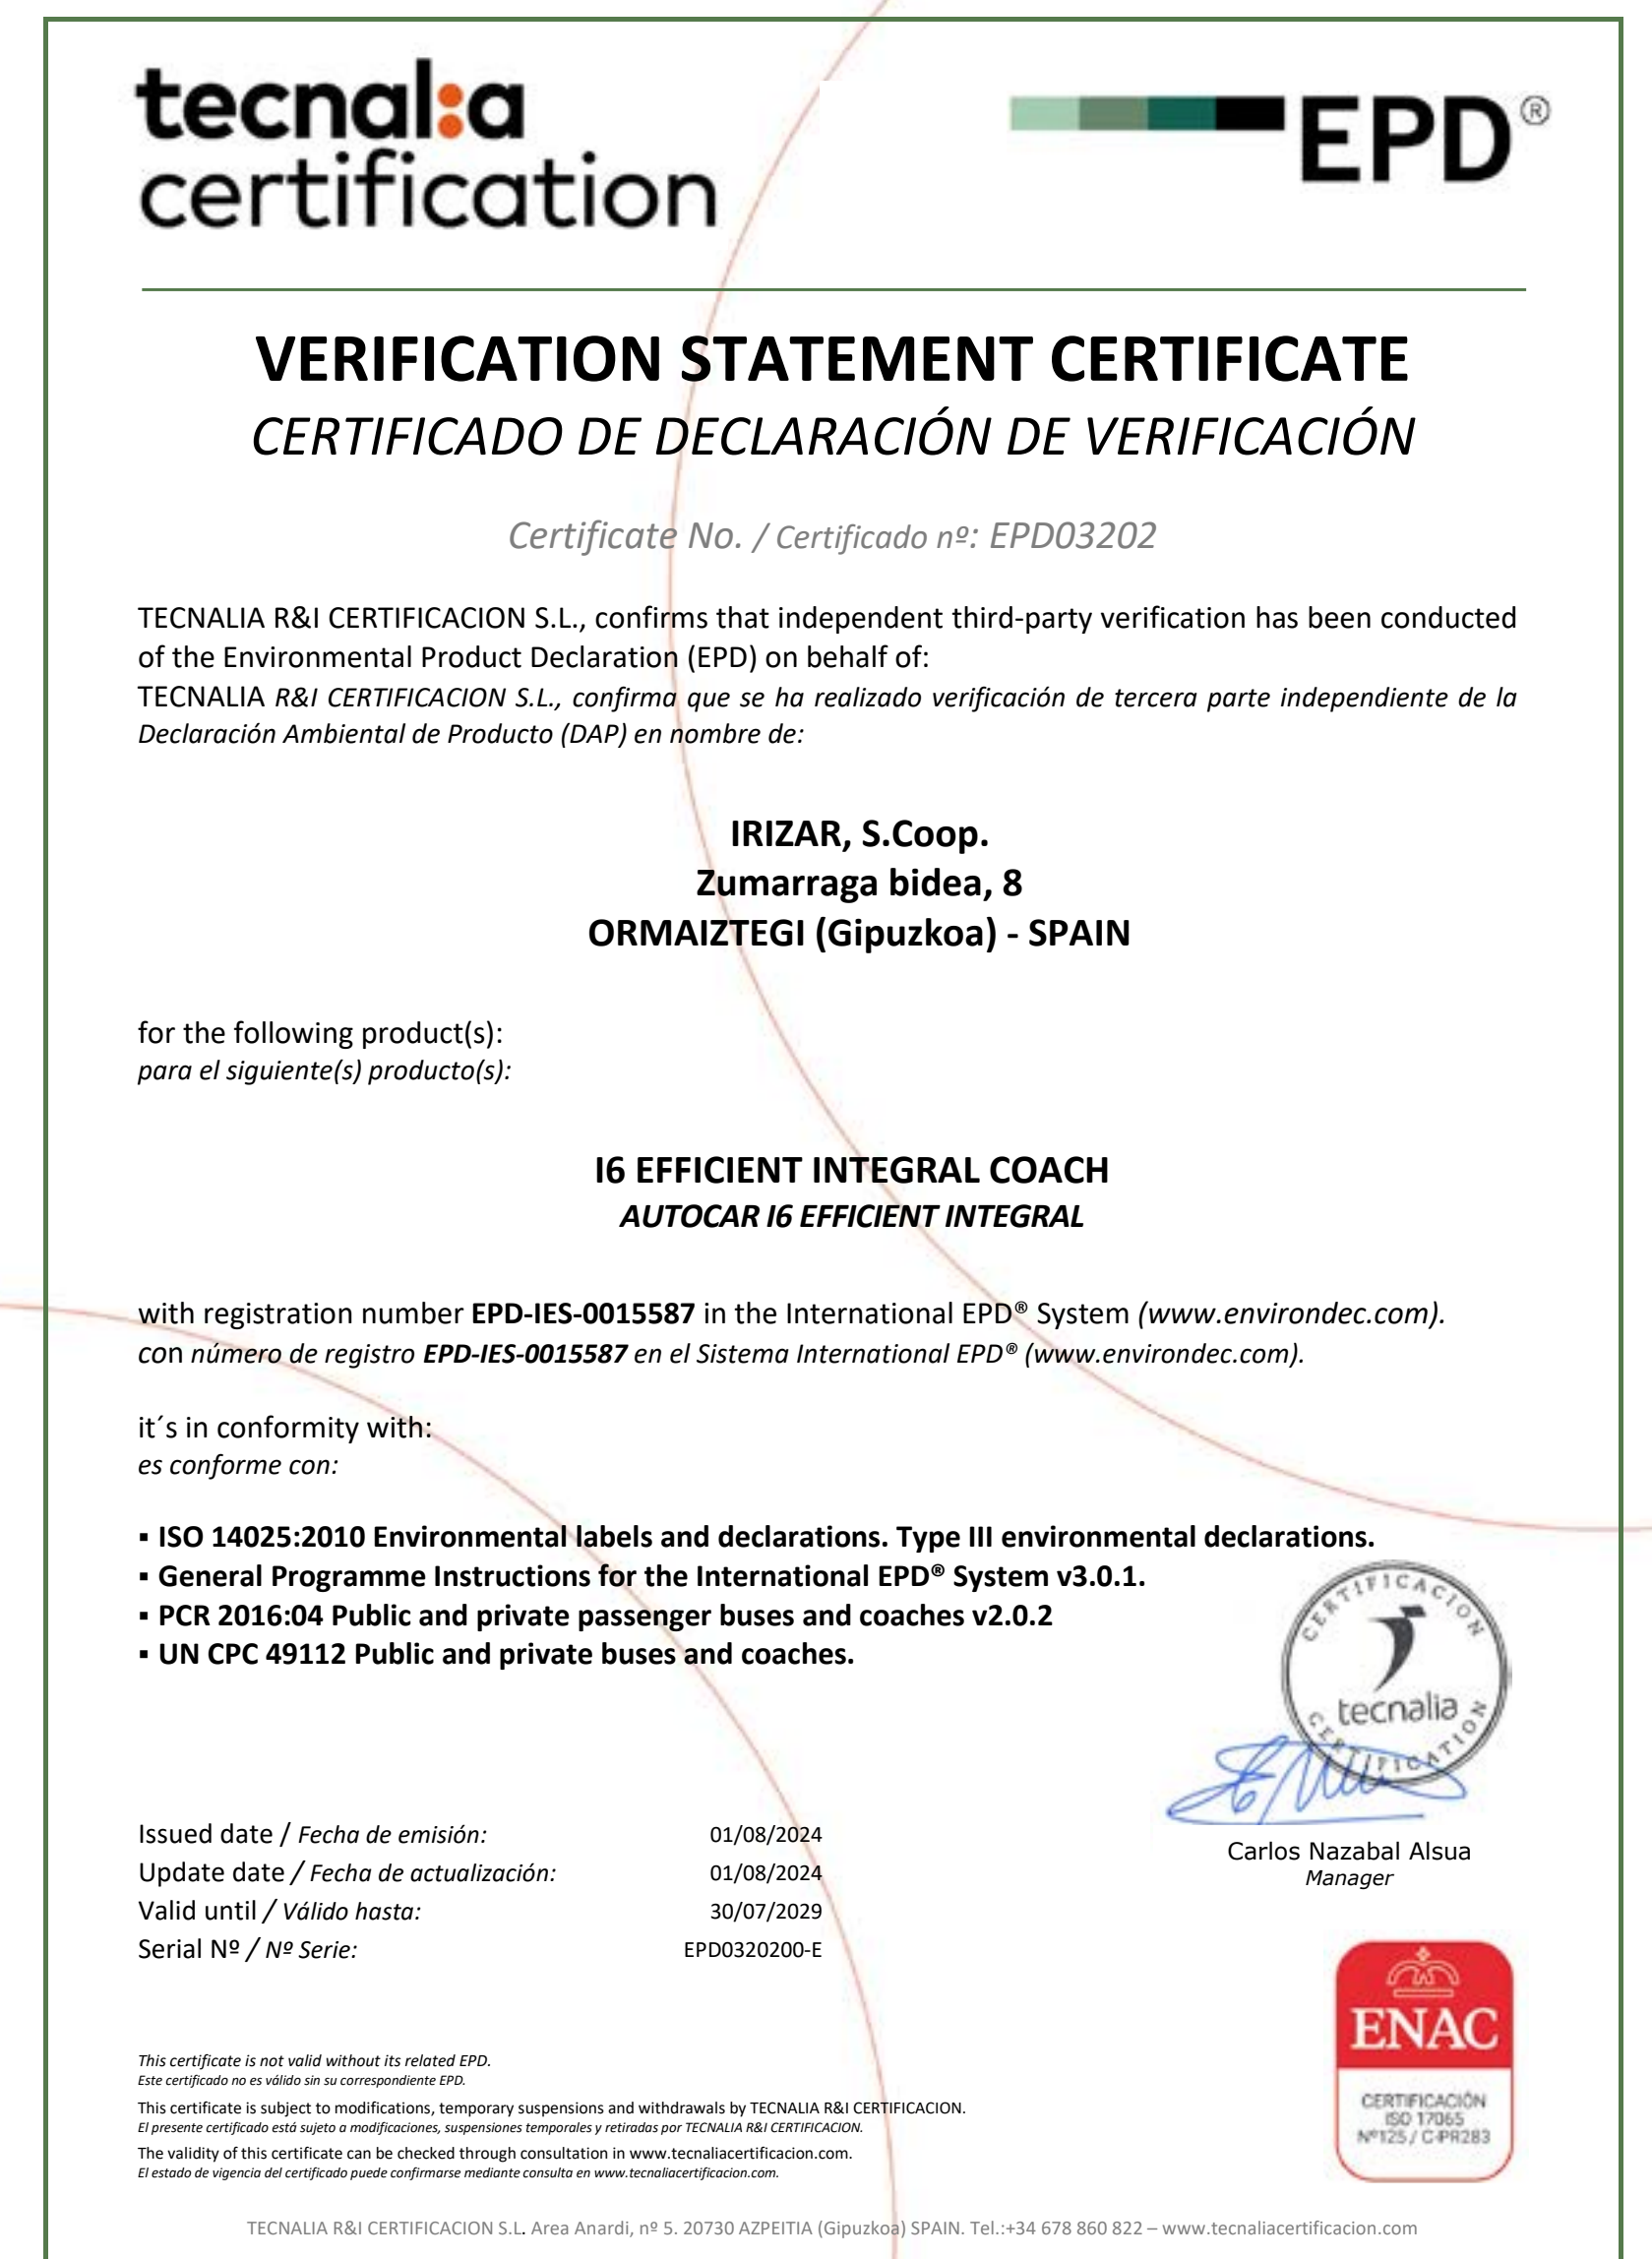 tecnalia
certification
EPD®
VERIFICATION STATEMENT CERTIFICATE
CERTIFICADO DE DECLARACIÓN DE VERIFICACIÓN
Certificate No. / Certificado nº: EPD03202
TECNALIA R&I CERTIFICACION S.L., confirms that independent third-party verification has been conducted
of the Environmental Product Declaration (EPD) on behalf of:
TECNALIA R&I CERTIFICACION S.L., confirma que se ha realizado verificación de tercera parte independiente de la
Declaración Ambiental de Producto (DAP) en nombre de:
IRIZAR, S.Coop.
Zumarraga bidea, 8
ORMAIZTEGI (Gipuzkoa) - SPAIN
for the following product(s):
para el siguiente(s) producto(s):
I6 EFFICIENT INTEGRAL COACH
AUTOCAR I6 EFFICIENT INTEGRAL
with registration number EPD-IES-0015587 in the International EPD® System (www.environdec.com).
con número de registro EPD-IES-0015587 en el Sistema International EPD® (www.environdec.com).
it´s in conformity with:
es conforme con:
▪ ISO 14025:2010 Environmental labels and declarations. Type III environmental declarations.
▪ General Programme Instructions for the International EPD® System v3.0.1.
▪ PCR 2016:04 Public and private passenger buses and coaches v2.0.2
▪ UN CPC 49112 Public and private buses and coaches.
CERTIFICACION
tecnalia
CERTIFICATION
Issued date / Fecha de emisión: 01/08/2024
Update date / Fecha de actualización: 01/08/2024
Valid until / Válido hasta: 30/07/2029
Serial Nº / Nº Serie: EPD0320200-E
Carlos Nazabal Alsua
Manager
ENAC
CERTIFICACIÓN
ISO 17065
Nº125 / C-PR283
This certificate is not valid without its related EPD.
Este certificado no es válido sin su correspondiente EPD.
This certificate is subject to modifications, temporary suspensions and withdrawals by TECNALIA R&I CERTIFICACION.
El presente certificado está sujeto a modificaciones, suspensiones temporales y retiradas por TECNALIA R&I CERTIFICACION.
The validity of this certificate can be checked through consultation in www.tecnaliacertificacion.com.
El estado de vigencia del certificado puede confirmarse mediante consulta en www.tecnaliacertificacion.com.
TECNALIA R&I CERTIFICACION S.L. Area Anardi, nº 5. 20730 AZPEITIA (Gipuzkoa) SPAIN. Tel.:+34 678 860 822 – www.tecnaliacertificacion.com